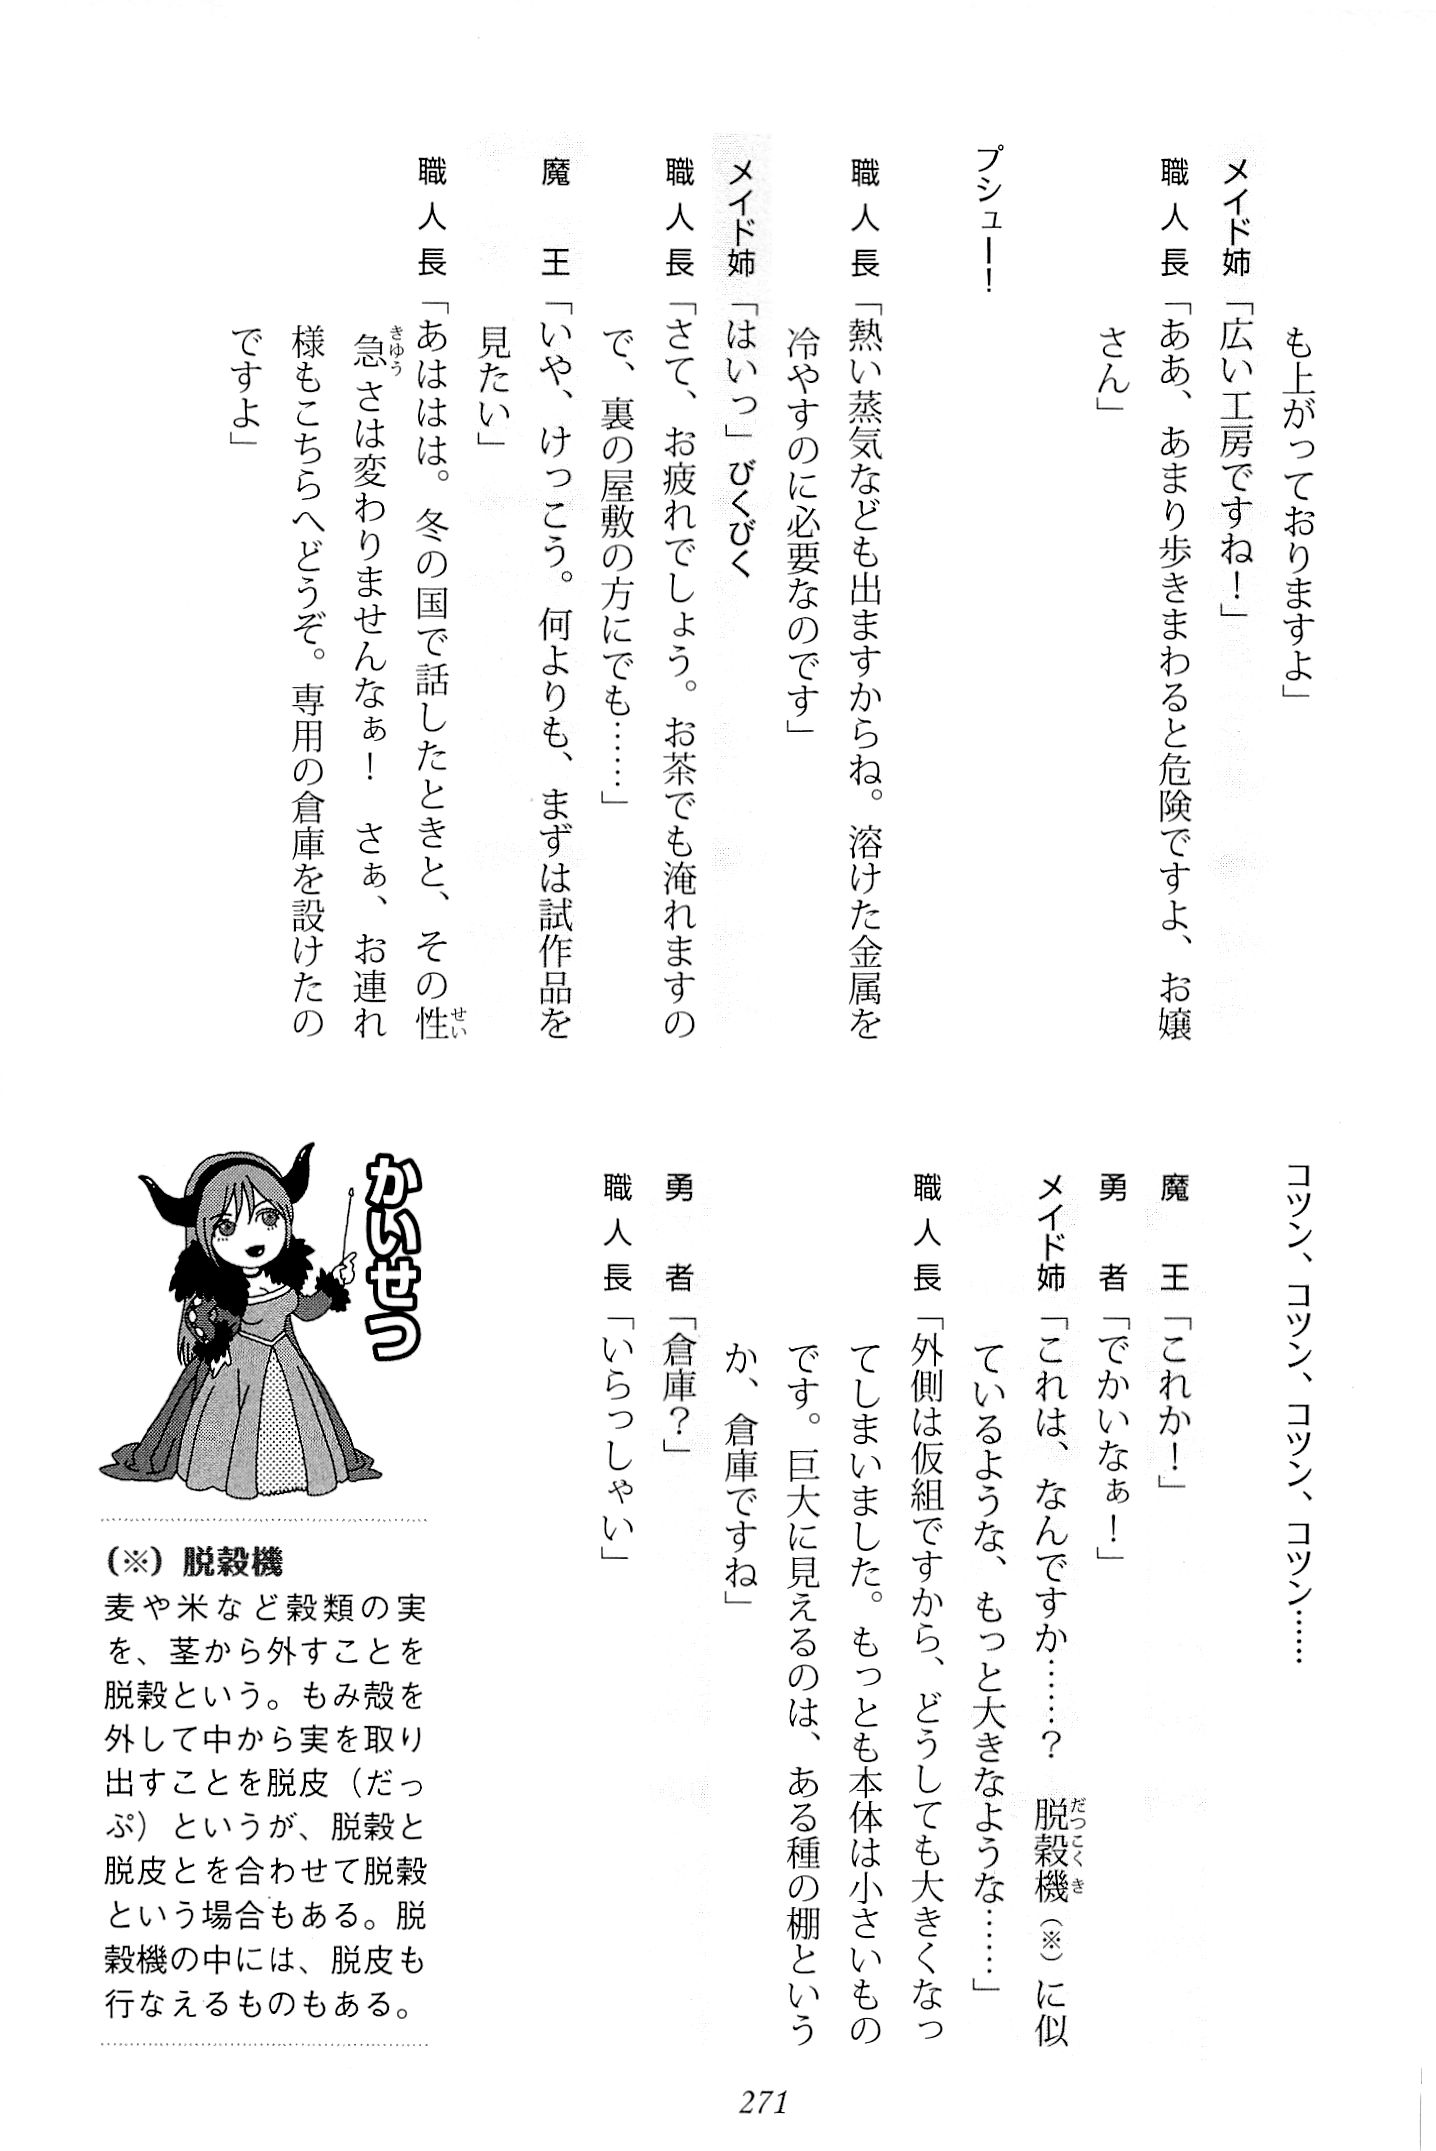 も上がっておりますよ」
メイド姉「広い工房ですね！」
職人長「ああ、あまり歩きまわると危険ですよ、お嬢
さん」
プシュー！
職人長「熱い蒸気なども出ますからね。溶けた金属を
冷やすのに必要なのです」
メイド姉「はいっ」びくびく
職人長「さて、お疲れでしょう。お茶でも淹れますの
で、裏の屋敷の方にでも……」
魔王「いや、けっこう。何よりも、まずは試作品を
見たい」
職人長「あははは。冬の国で話したときと、その性
急さは変わりませんなぁ！　さぁ、お連れ
様もこちらへどうぞ。専用の倉庫を設けたの
ですよ」
コツン、コツン、コツン、コツン……
魔王「これか！」
勇者「でかいなぁ！」
メイド姉「これは、なんですか……？　脱穀機（※）に似
ているような、もっと大きなような……」
職人長「外側は仮組ですから、どうしても大きくなっ
てしまいました。もっとも本体は小さいもの
です。巨大に見えるのは、ある種の棚という
か、倉庫ですね」
勇者「倉庫？」
職人長「いらっしゃい」
かいせつ
（※）脱穀機
麦や米など穀類の実
を、茎から外すことを
脱穀という。もみ殻を
外して中から実を取り
出すことを脱皮（だっ
ぷ）というが、脱穀と
脱皮とを合わせて脱穀
という場合もある。脱
穀機の中には、脱皮も
行なえるものもある。
271